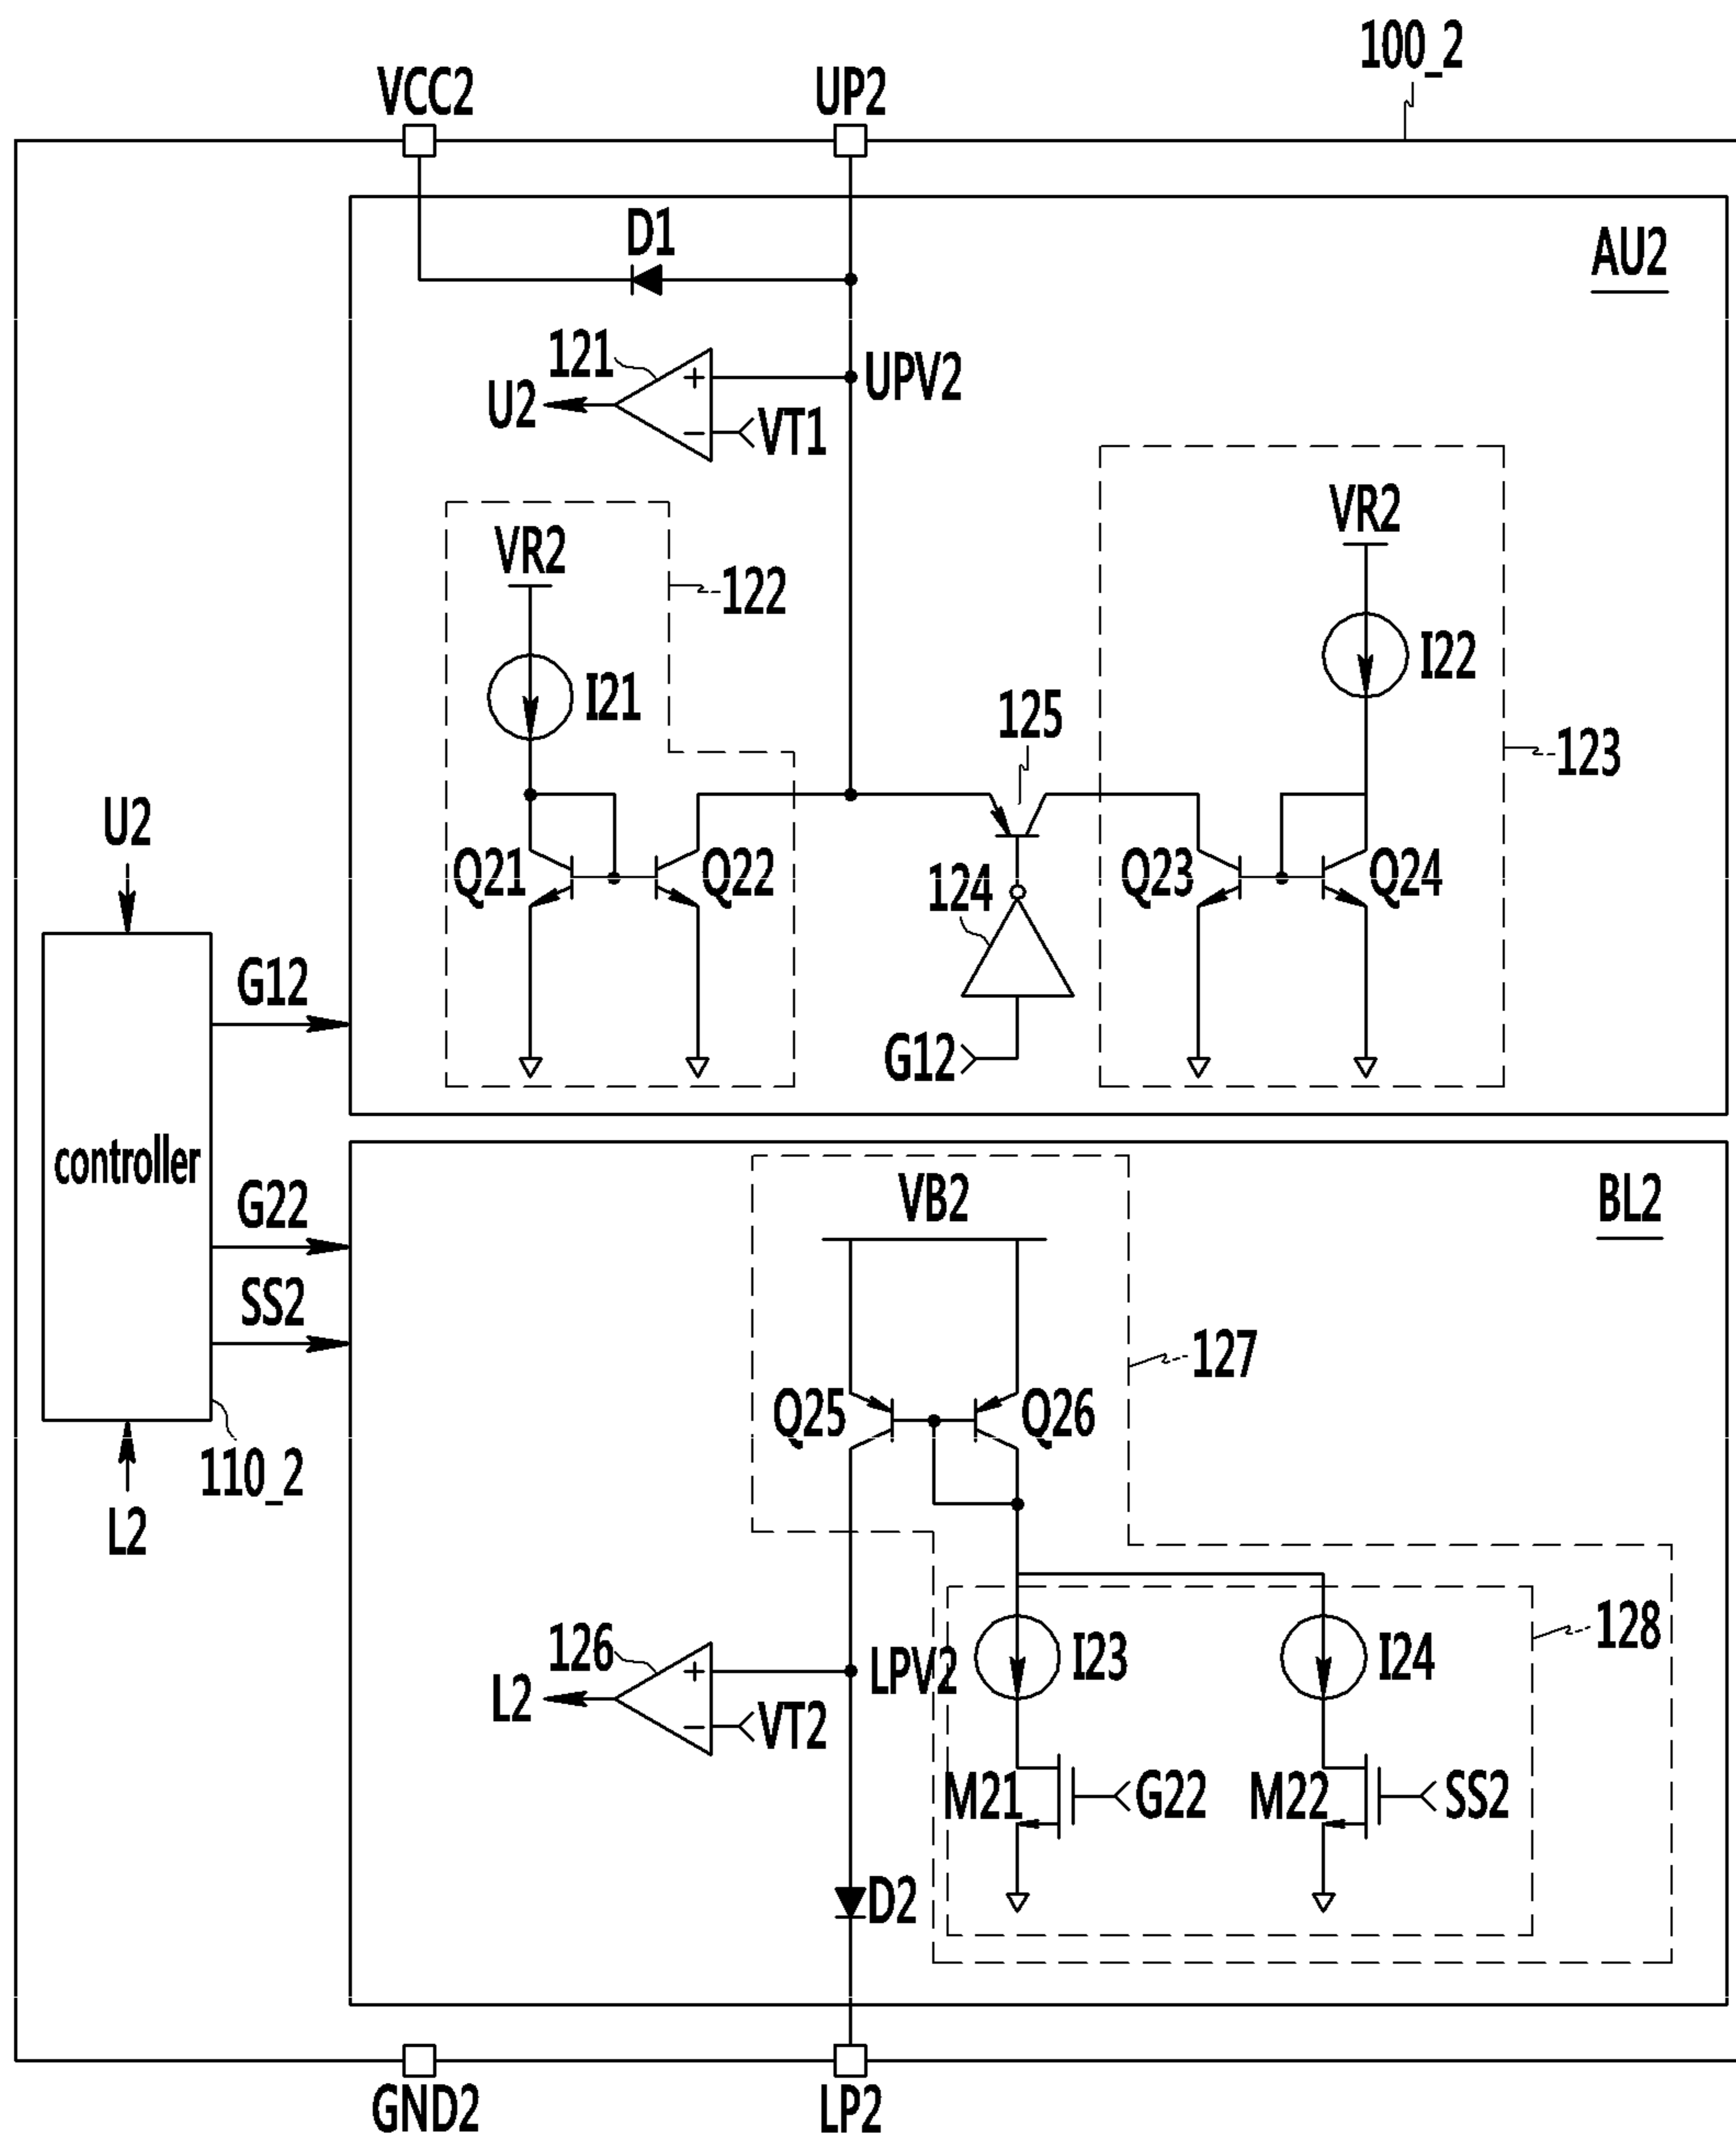 100_2
VCC2
UP2
D1
AU2
121
UPV2
U2
VT1
VR2
VR2
122
I21
I22
125
123
U2
Q21
Q22
124
Q23
Q24
G12
G12
controller
G22
VB2
BL2
SS2
127
Q25
Q26
110_2
L2
126
LPV2
I23
I24
128
L2
VT2
M21
G22
M22
SS2
D2
GND2
LP2